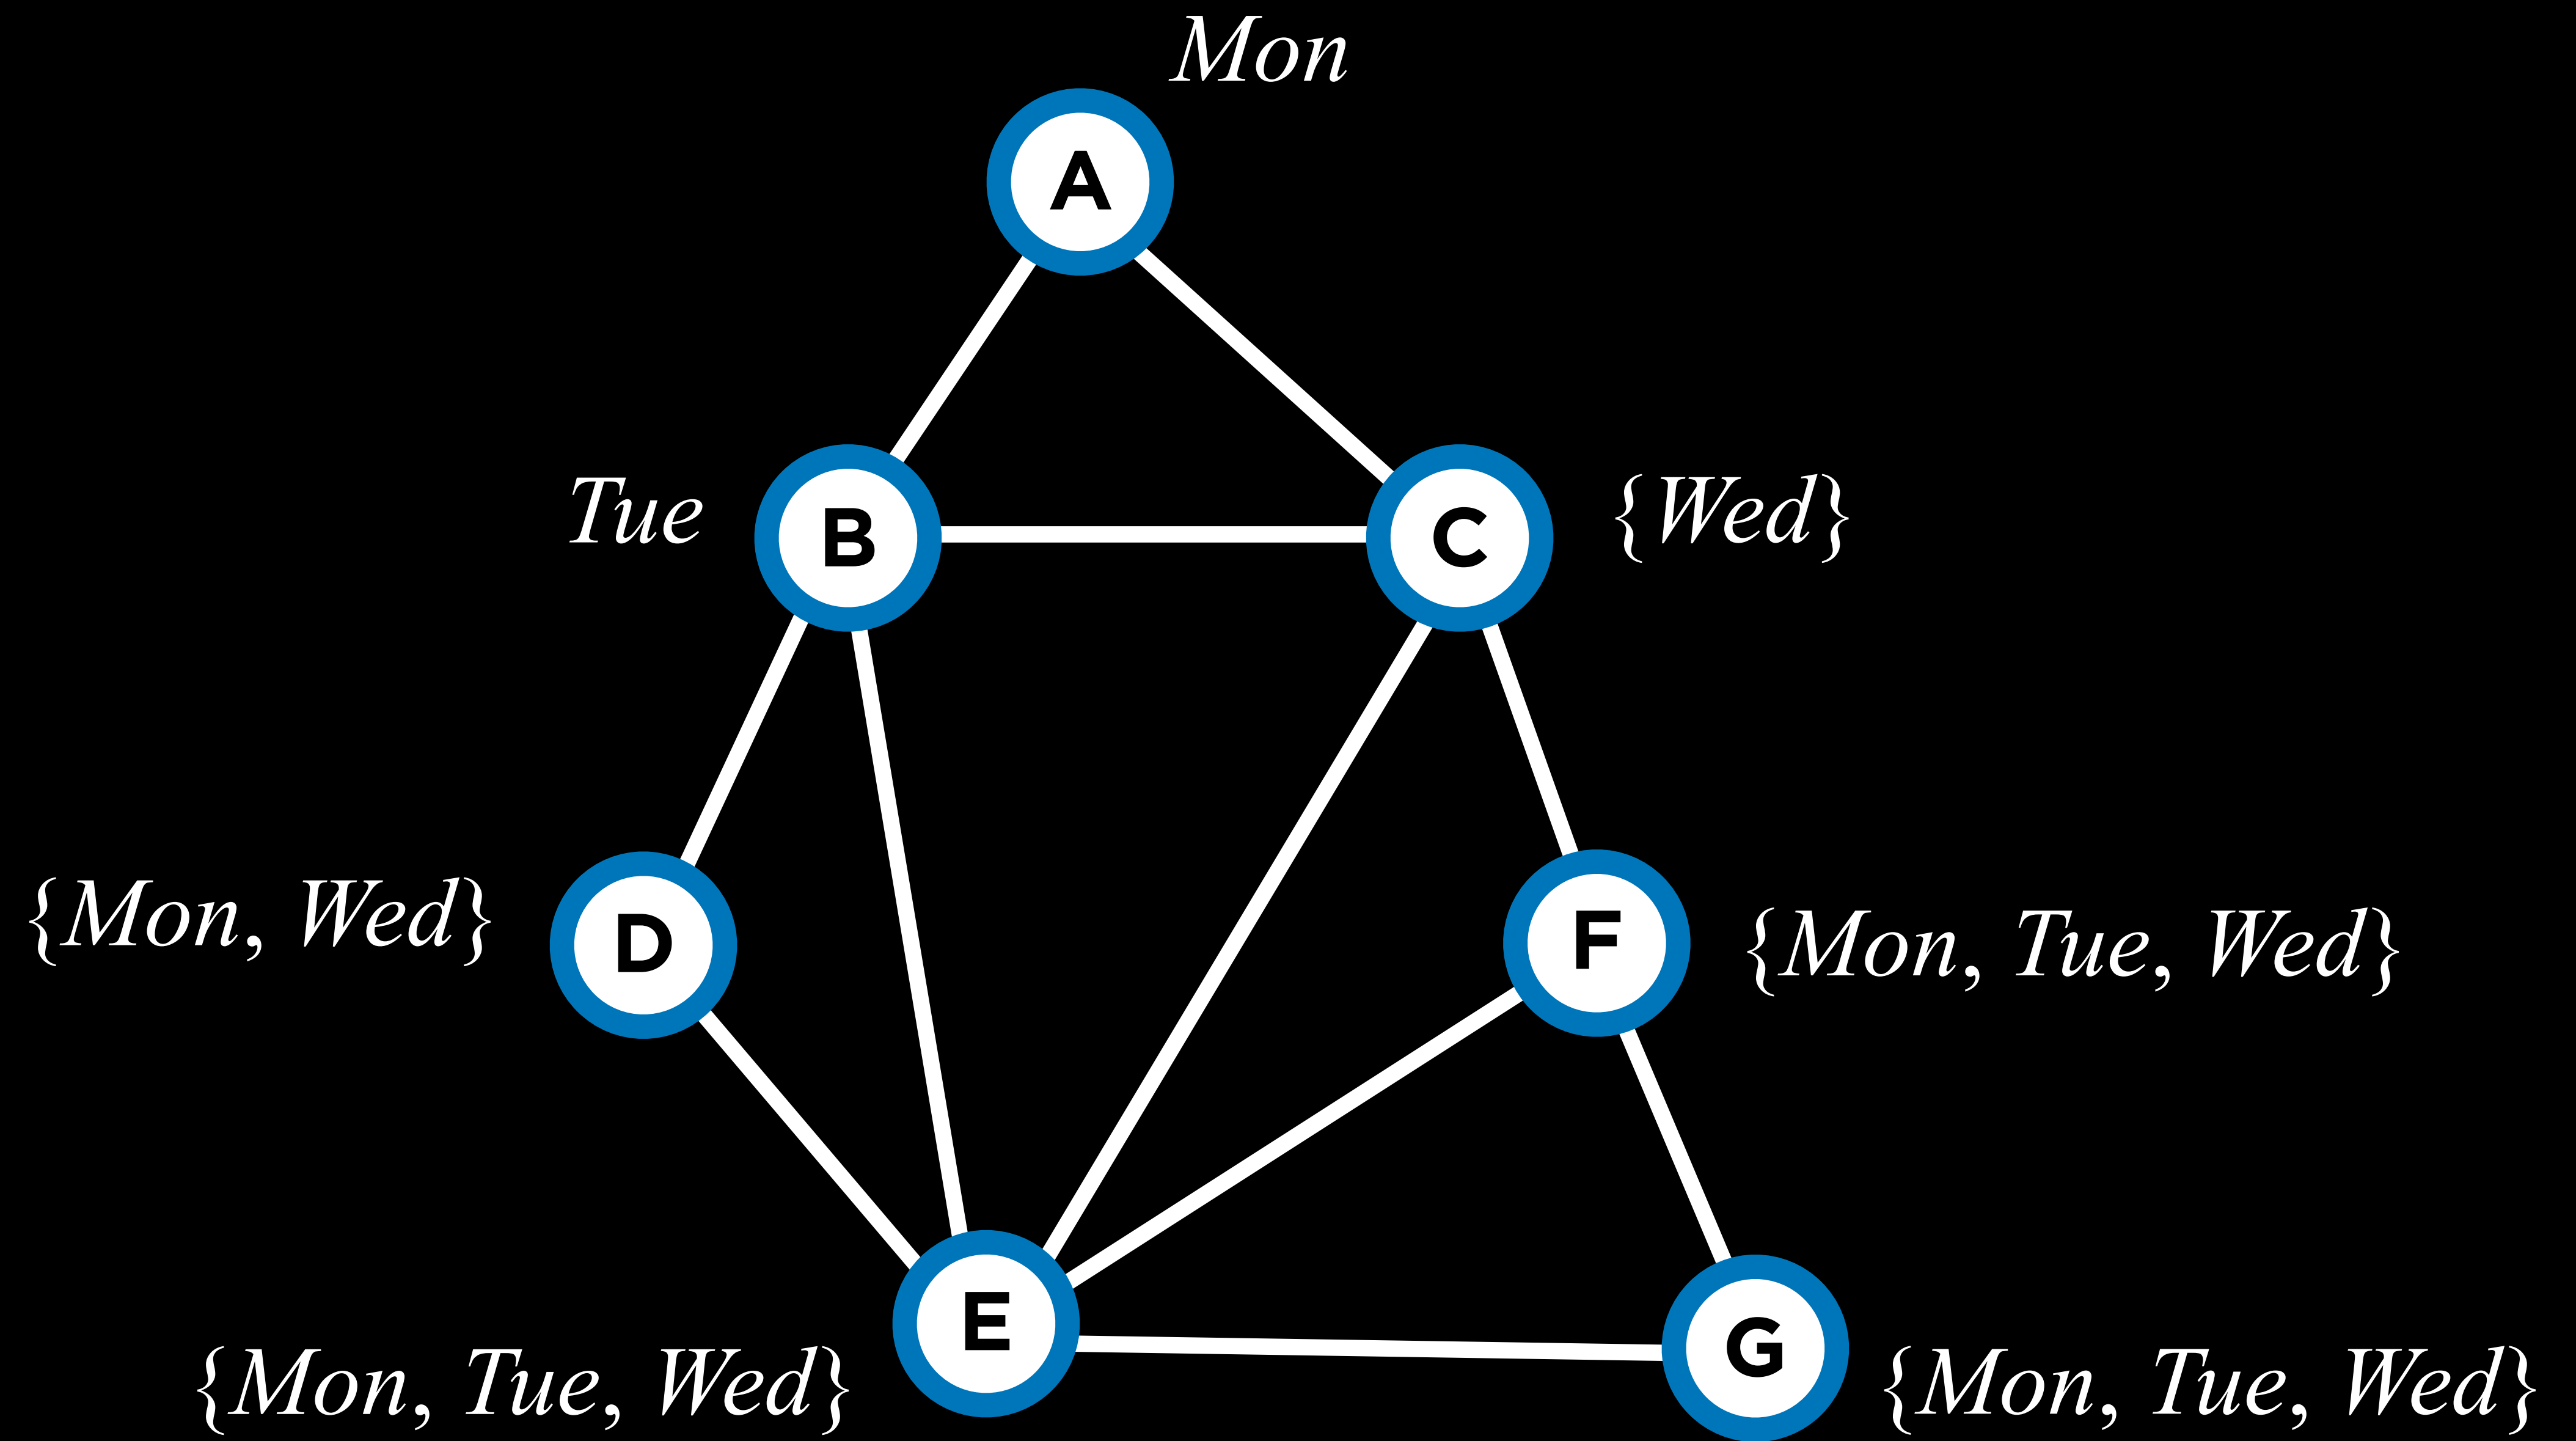 Mon
A
Tue B C {Wed}
{Mon, Wed} D F {Mon, Tue, Wed}
E G
{Mon, Tue, Wed} {Mon, Tue, Wed}